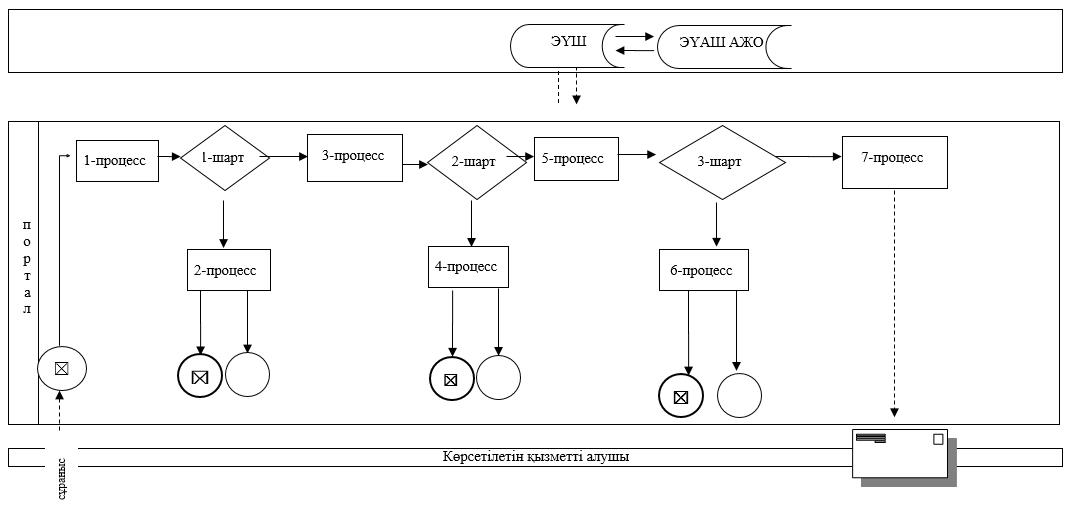 ЭҮШ
ЭҮАШ АЖО
1-процесс
1-шарт
3-процесс
2-шарт
5-процесс
3-шарт
7-процесс
портал
2-процесс
4-процесс
6-процесс
сұраныс
Көрсетілетін қызметті алушы